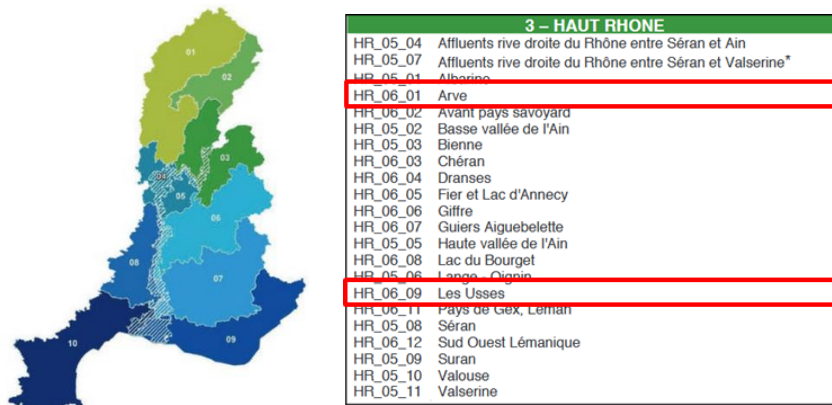 01
02
03
04
05
06
07
08
09
10
3 – HAUT RHONE
HR_05_04 Affluents rive droite du Rhône entre Séran et Ain
HR_05_07 Affluents rive droite du Rhône entre Séran et Valserine*
HR_05_01 Albarine
HR_06_01 Arve
HR_06_02 Avant pays savoyard
HR_05_02 Basse vallée de l'Ain
HR_05_03 Bienne
HR_06_03 Chéran
HR_06_04 Dranses
HR_06_05 Fier et Lac d'Annecy
HR_06_06 Giffre
HR_06_07 Guiers Aiguebelette
HR_05_05 Haute vallée de l'Ain
HR_06_08 Lac du Bourget
HR_05_06 Lange - Oignin
HR_06_09 Les Usses
HR_06_11 Pays de Gex, Leman
HR_05_08 Séran
HR_06_12 Sud Ouest Lémanique
HR_05_09 Suran
HR_05_10 Valouse
HR_05_11 Valserine